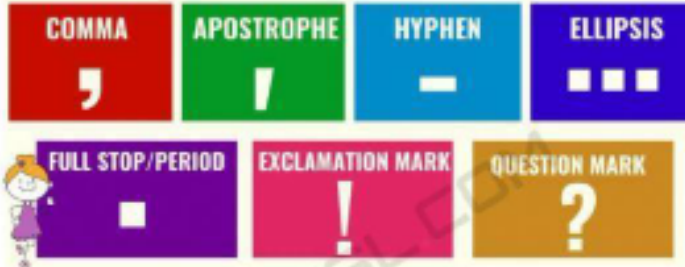 COMMA APOSTROPHE HYPHEN ELLIPSIS
, ' - ...
FULL STOP/PERIOD EXCLAMATION MARK QUESTION MARK
. ! ?